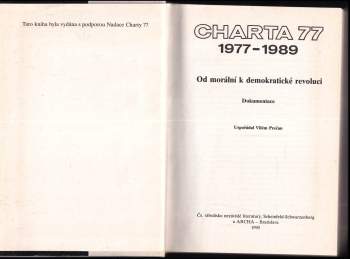 Tato kniha byla vydána s podporou Nadace Charty 77
CHARTA 77
1977-1989
Od morální k demokratické revoluci
Dokumentace
Uspořádal Vilém Prečan
Čs. středisko nezávislé literatury, Scheinfeld-Schwarzenberg
a ARCHA - Bratislava
1990